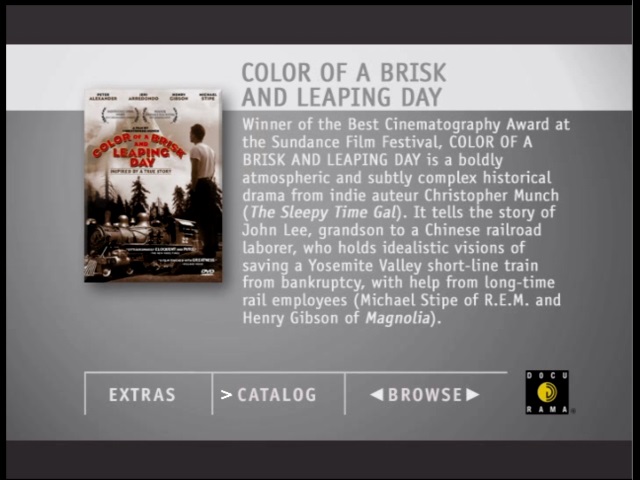 COLOR OF A BRISK
AND LEAPING DAY
PETER ALEXANDER JERI ARREDONDO HENRY GIBSON MICHAEL STIPE
COLOR OF A BRISK
AND
LEAPING
DAY
INSPIRED BY A TRUE STORY
DVD
Winner of the Best Cinematography Award at
the Sundance Film Festival, COLOR OF A
BRISK AND LEAPING DAY is a boldly
atmospheric and subtly complex historical
drama from indie auteur Christopher Munch
(The Sleepy Time Gal). It tells the story of
John Lee, grandson to a Chinese railroad
laborer, who holds idealistic visions of
saving a Yosemite Valley short-line train
from bankruptcy, with help from long-time
rail employees (Michael Stipe of R.E.M. and
Henry Gibson of Magnolia).
EXTRAS >CATALOG ◀BROWSE▶
DOCU
RAMA®